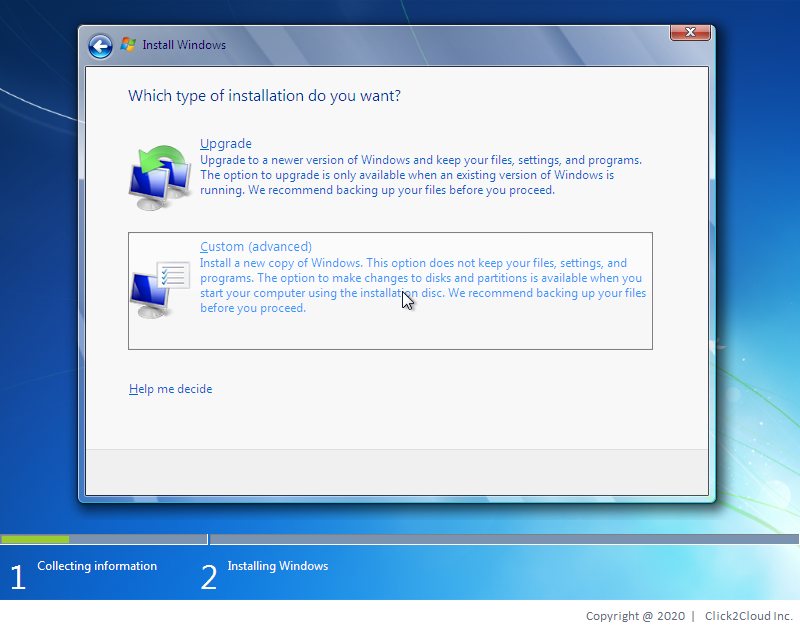 Install Windows
Which type of installation do you want?
Upgrade
Upgrade to a newer version of Windows and keep your files, settings, and programs.
The option to upgrade is only available when an existing version of Windows is
running. We recommend backing up your files before you proceed.
Custom (advanced)
Install a new copy of Windows. This option does not keep your files, settings, and
programs. The option to make changes to disks and partitions is available when you
start your computer using the installation disc. We recommend backing up your files
before you proceed.
Help me decide
1 Collecting information 2 Installing Windows
Copyright @ 2020 | Click2Cloud Inc.